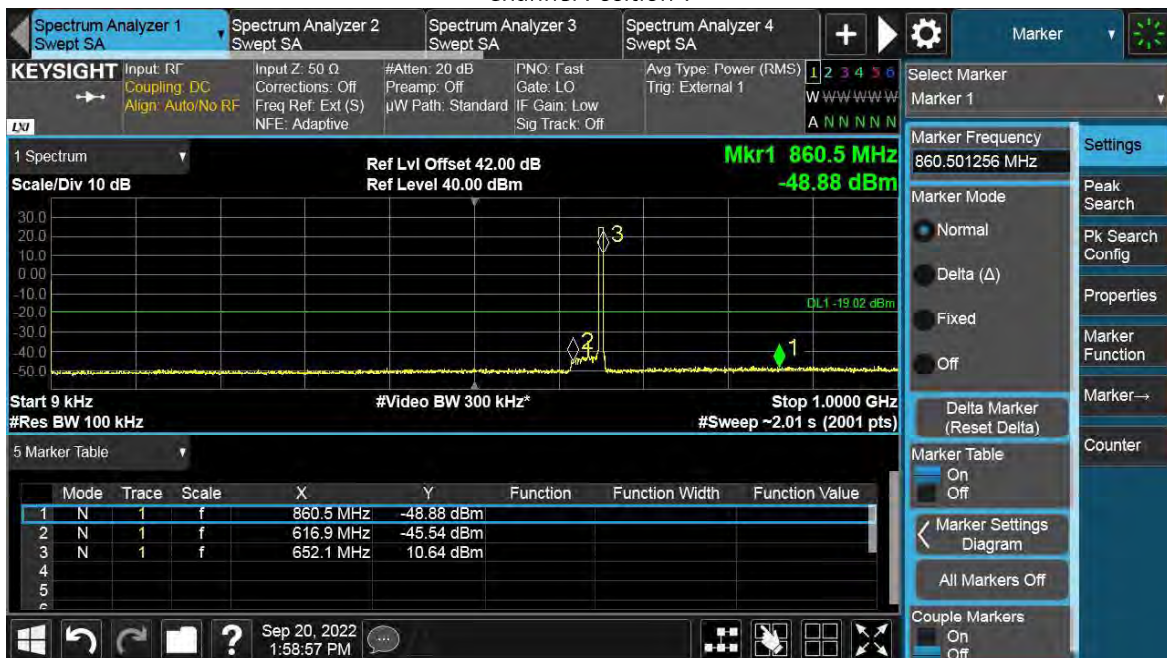 Channel Position T
Spectrum Analyzer 1
Swept SA
Spectrum Analyzer 2
Swept SA
Spectrum Analyzer 3
Swept SA
Spectrum Analyzer 4
Swept SA
+
Marker
KEYSIGHT
Input: RF
Coupling: DC
Align: Auto/No RF
Input Z: 50 Ω
Corrections: Off
Freq Ref: Ext (S)
NFE: Adaptive
#Atten: 20 dB
Preamp: Off
µW Path: Standard
PNO: Fast
Gate: LO
IF Gain: Low
Sig Track: Off
Avg Type: Power (RMS)
Trig: External 1
1 2 3 4 5 6
W W W W W W
A N N N N N
LXI
Select Marker
Marker 1
1 Spectrum
Scale/Div 10 dB
Ref Lvl Offset 42.00 dB
Ref Level 40.00 dBm
Mkr1 860.5 MHz
-48.88 dBm
30.0
20.0
10.0
0.00
-10.0
-20.0
-30.0
-40.0
-50.0
3
DL1 -19.02 dBm
2
1
Start 9 kHz
#Res BW 100 kHz
#Video BW 300 kHz*
Stop 1.0000 GHz
#Sweep ~2.01 s (2001 pts)
5 Marker Table
Mode Trace Scale X Y Function Function Width Function Value
1 N 1 f 860.5 MHz -48.88 dBm
2 N 1 f 616.9 MHz -45.54 dBm
3 N 1 f 652.1 MHz 10.64 dBm
4
5
Marker Frequency
860.501256 MHz
Marker Mode
Normal
Delta (Δ)
Fixed
Off
Delta Marker
(Reset Delta)
Marker Table
On
Off
Marker Settings
Diagram
All Markers Off
Couple Markers
On
Off
Settings
Peak
Search
Pk Search
Config
Properties
Marker
Function
Marker→
Counter
?
Sep 20, 2022
1:58:57 PM